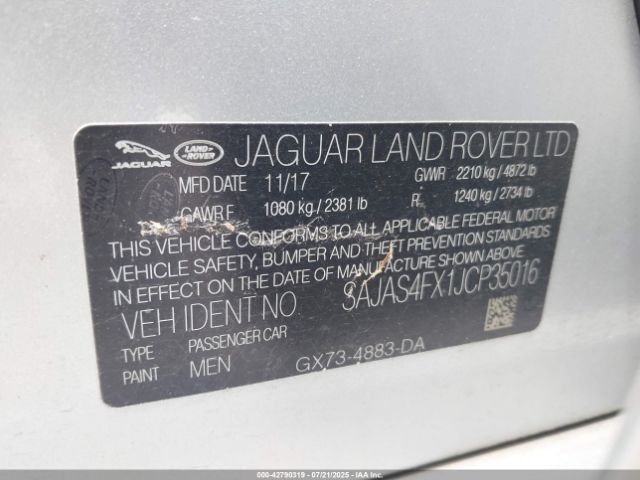 JAGUAR LAND-ROVER JAGUAR LAND ROVER LTD
MFD DATE 11/17 GVWR 2210 kg / 4872 lb
GAWR F 1080 kg / 2381 lb R 1240 kg / 2734 lb
THIS VEHICLE CONFORMS TO ALL APPLICABLE FEDERAL MOTOR
VEHICLE SAFETY, BUMPER AND THEFT PREVENTION STANDARDS
IN EFFECT ON THE DATE OF MANUFACTURE SHOWN ABOVE
VEH IDENT NO SAJAS4FX1JCP35016
TYPE PASSENGER CAR
PAINT MEN GX73-4883-DA
000-42790319 | 07/21/2025 | IAAI.COM